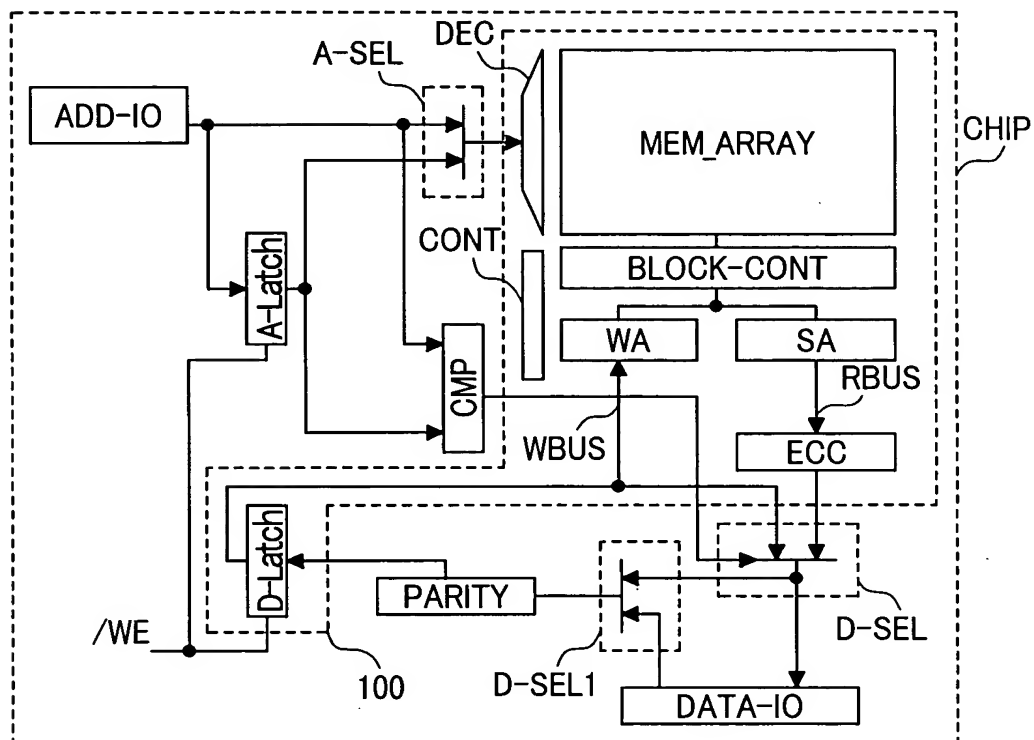 DEC
A-SEL
ADD-IO
MEM_ARRAY
CHIP
CONT
BLOCK-CONT
A-Latch
WA
SA
CMP
RBUS
WBUS
ECC
D-Latch
PARITY
D-SEL
/WE
100
D-SEL1
DATA-IO